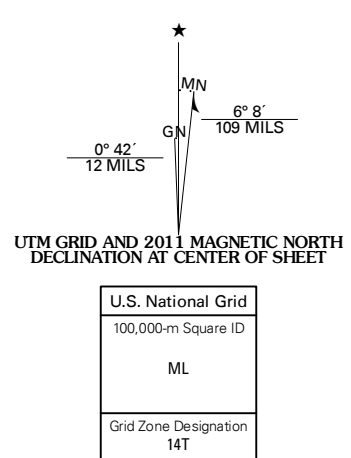 ★
MN
6° 8´
109 MILS
GN
0° 42´
12 MILS
UTM GRID AND 2011 MAGNETIC NORTH
DECLINATION AT CENTER OF SHEET
U.S. National Grid
100,000-m Square ID
ML
Grid Zone Designation
14T